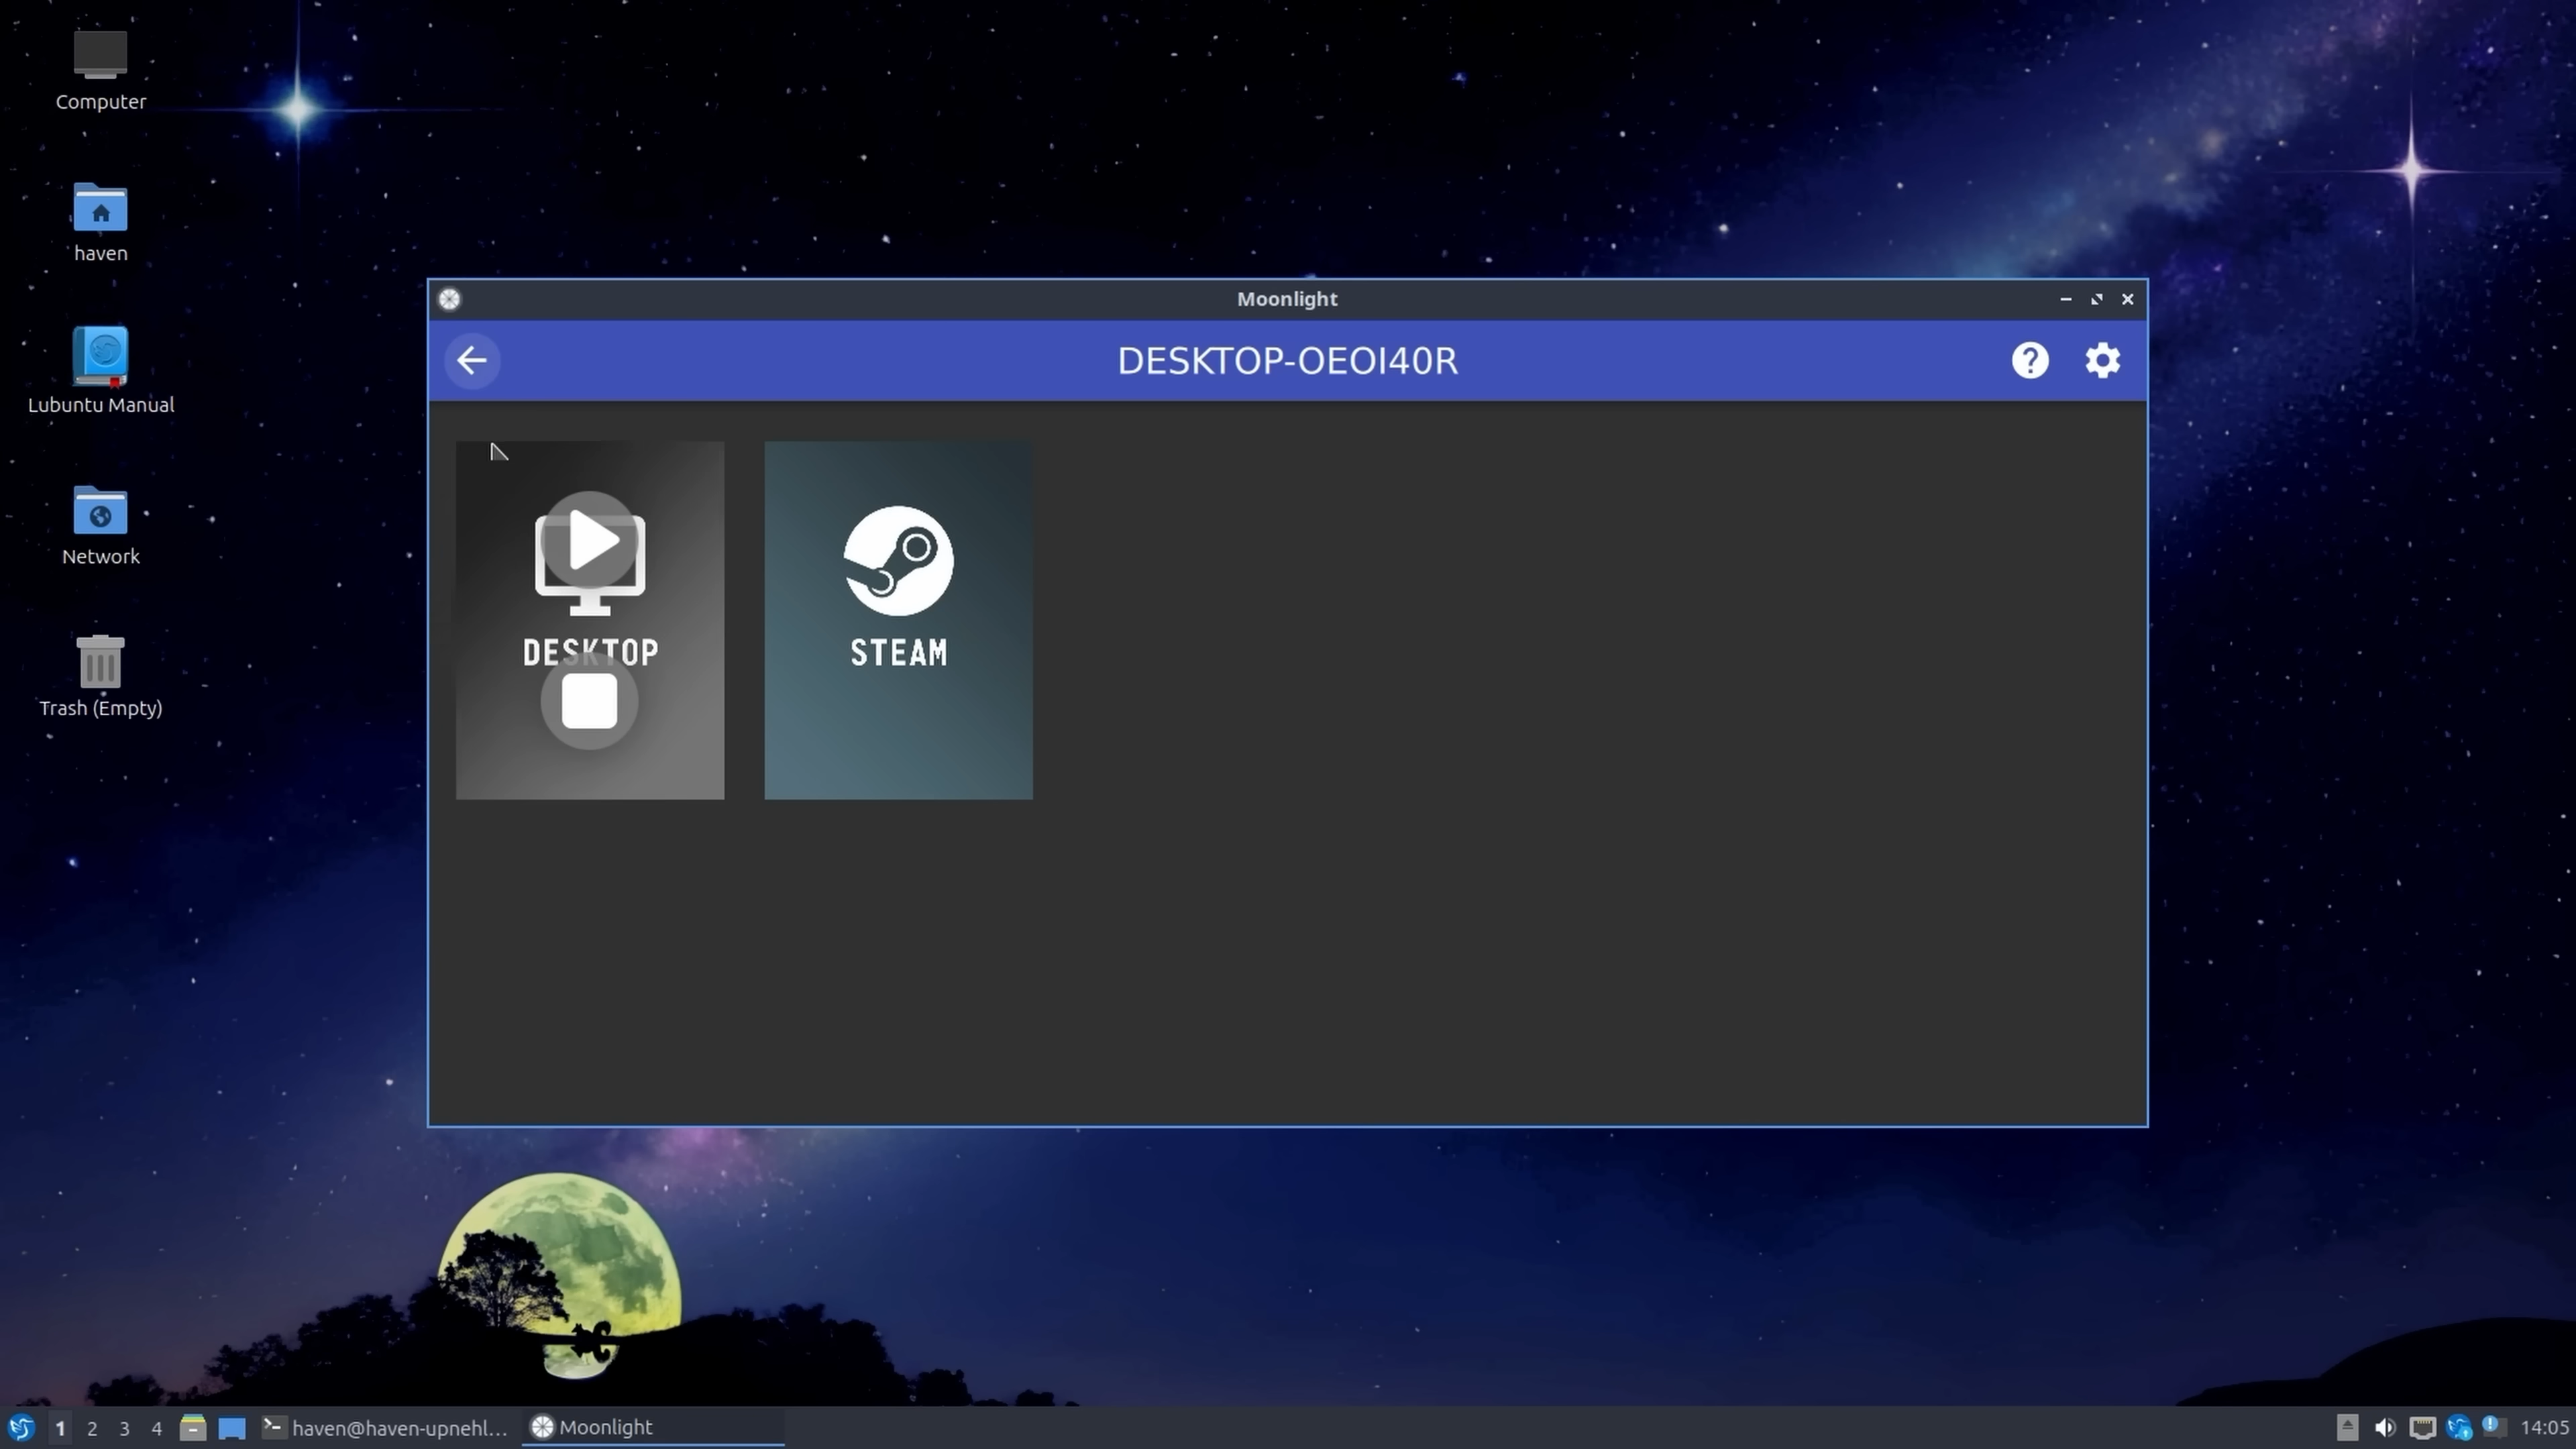 Computer
haven
Lubuntu Manual
Network
Trash (Empty)
Moonlight
DESKTOP-OEOI40R
DESKTOP
STEAM
1 2 3 4
haven@haven-upnehl...
Moonlight
14:05